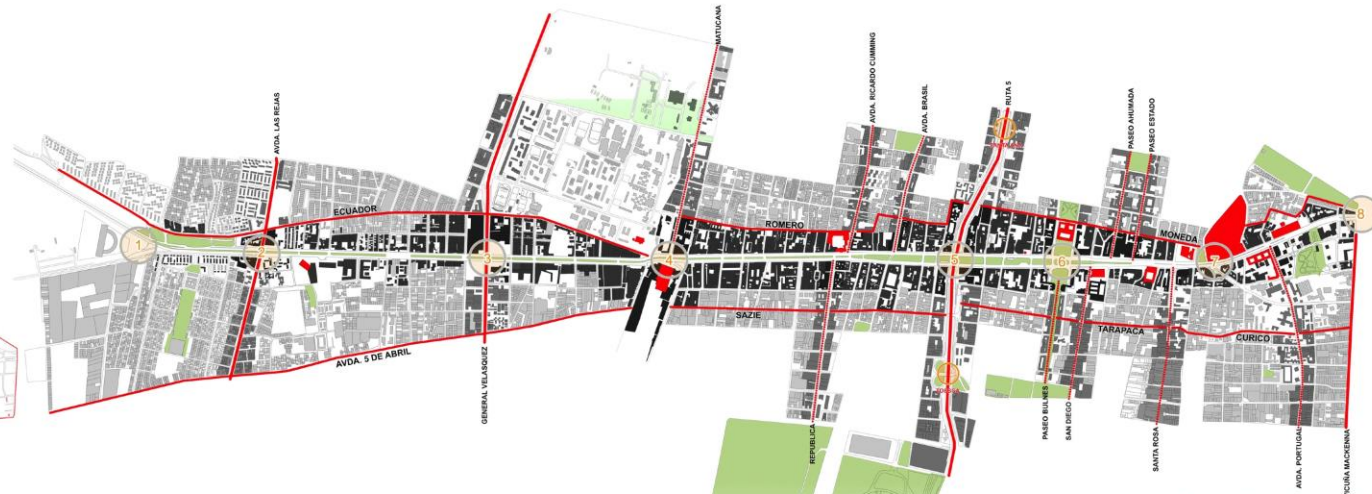 MATUCANA
AVDA. RICARDO CUMMING
AVDA. BRASIL
RUTA 5
PASEO AHUMADA
PASEO ESTADO
AVDA. LAS REJAS
ECUADOR
ROMERO
MONEDA
1
2
3
4
5
6
7
8
SAZIE
TARAPACA
CURICO
AVDA. 5 DE ABRIL
GENERAL VELASQUEZ
REPUBLICA
PASEO BULNES
SAN DIEGO
SANTA ROSA
AVDA. PORTUGAL
ICUÑA MACKENNA